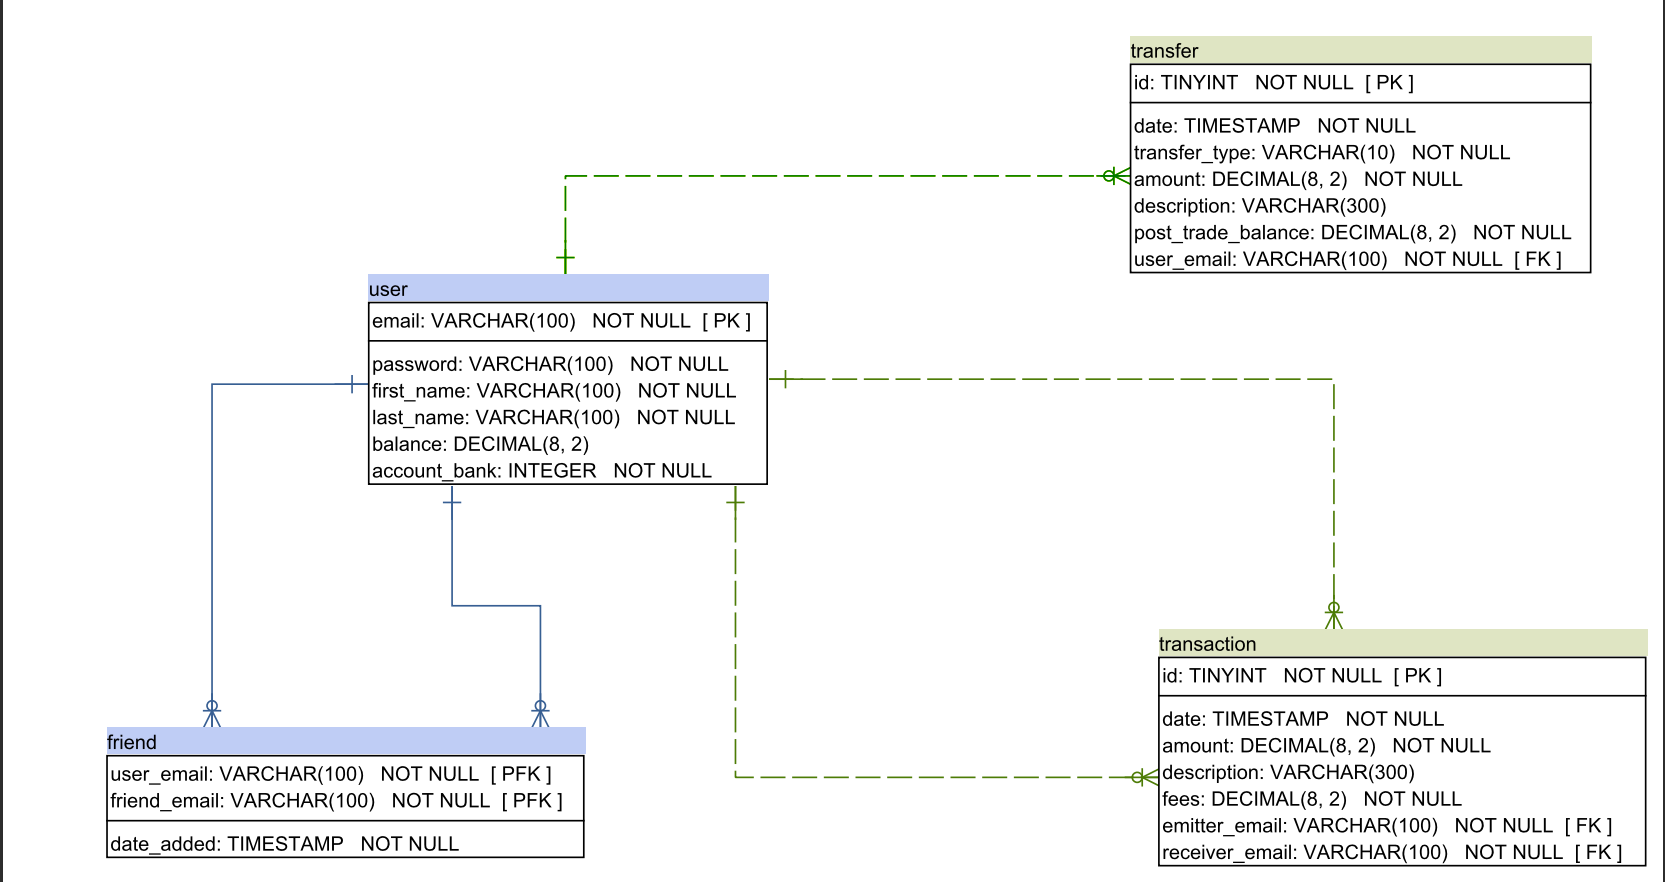 transfer
id: TINYINT NOT NULL [ PK ]
date: TIMESTAMP NOT NULL
transfer_type: VARCHAR(10) NOT NULL
amount: DECIMAL(8, 2) NOT NULL
description: VARCHAR(300)
post_trade_balance: DECIMAL(8, 2) NOT NULL
user_email: VARCHAR(100) NOT NULL [ FK ]
user
email: VARCHAR(100) NOT NULL [ PK ]
password: VARCHAR(100) NOT NULL
first_name: VARCHAR(100) NOT NULL
last_name: VARCHAR(100) NOT NULL
balance: DECIMAL(8, 2)
account_bank: INTEGER NOT NULL
transaction
id: TINYINT NOT NULL [ PK ]
date: TIMESTAMP NOT NULL
amount: DECIMAL(8, 2) NOT NULL
description: VARCHAR(300)
fees: DECIMAL(8, 2) NOT NULL
emitter_email: VARCHAR(100) NOT NULL [ FK ]
receiver_email: VARCHAR(100) NOT NULL [ FK ]
friend
user_email: VARCHAR(100) NOT NULL [ PFK ]
friend_email: VARCHAR(100) NOT NULL [ PFK ]
date_added: TIMESTAMP NOT NULL